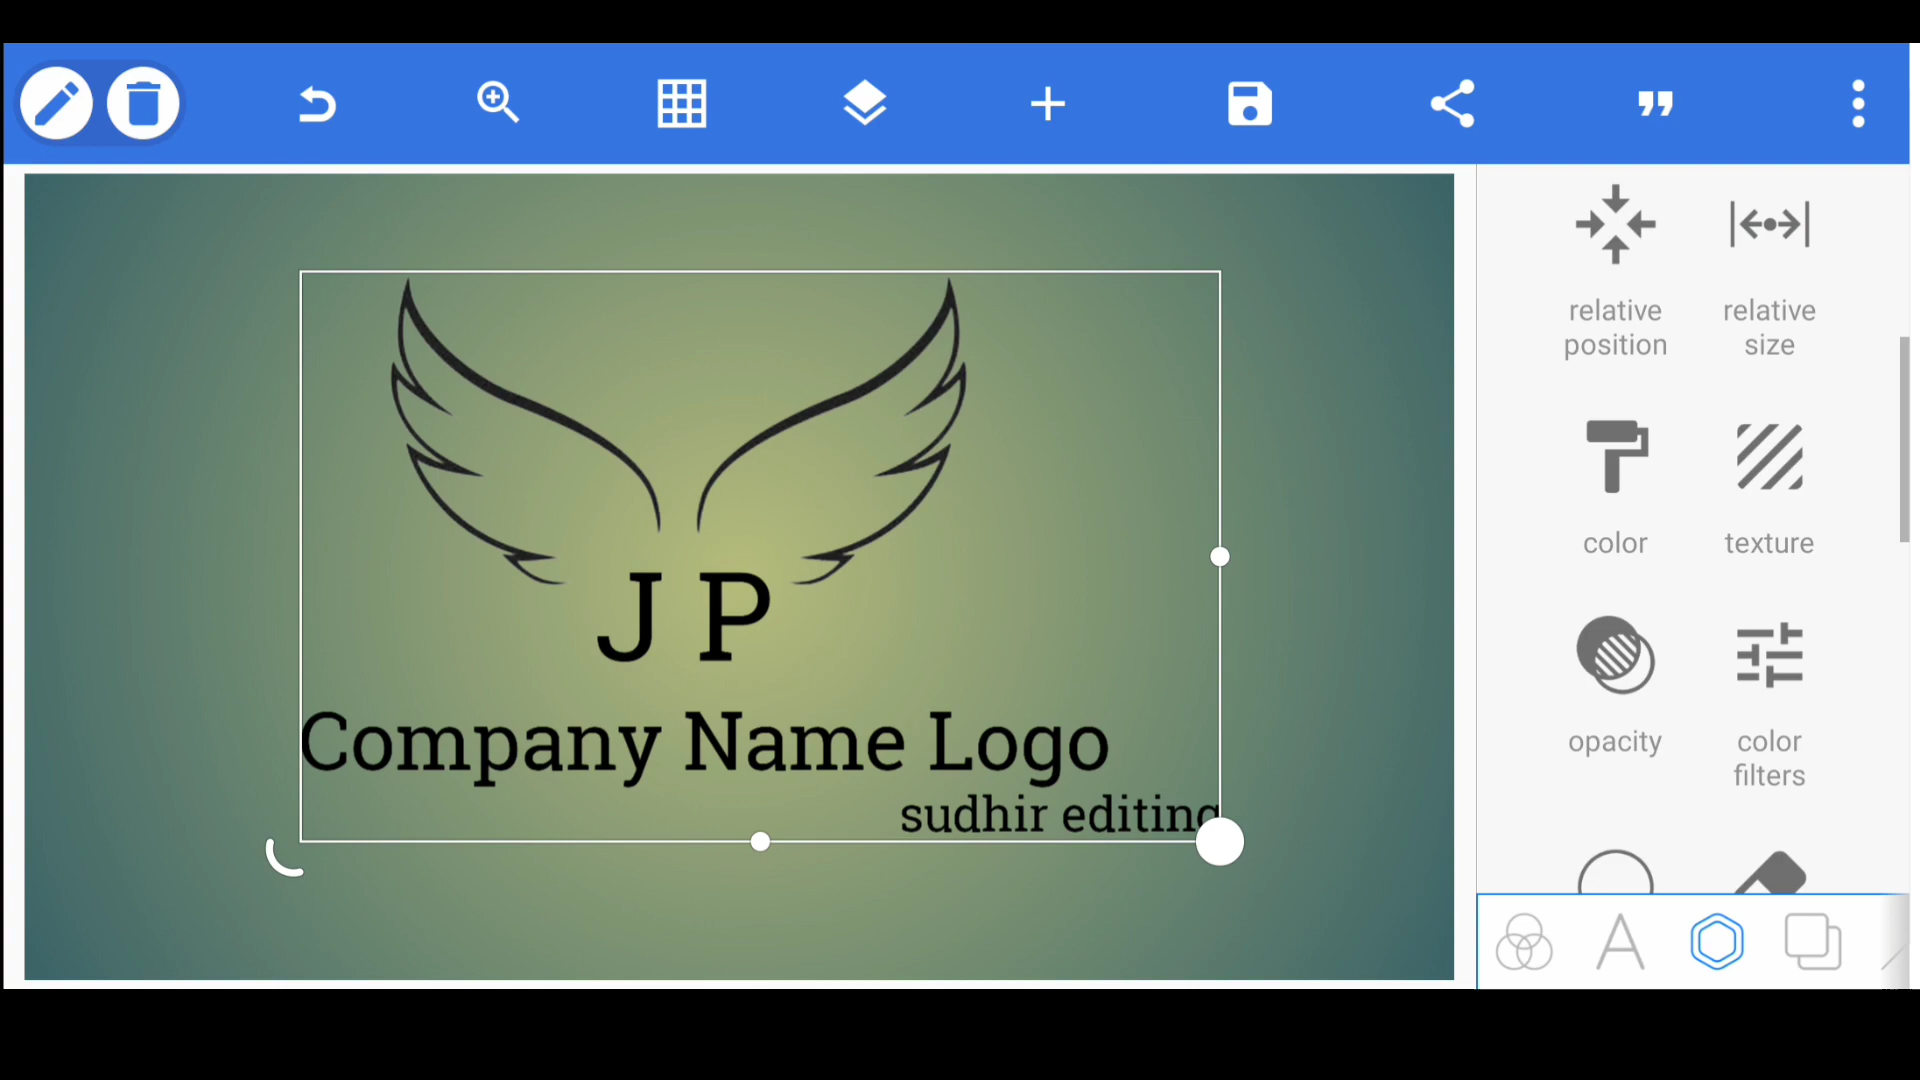 J P
Company Name Logo
sudhir editing
relative position
relative size
color
texture
opacity
color filters